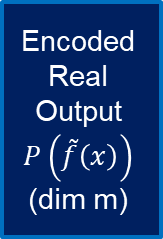 Encoded
Real
Output
𝑃(𝑓̃(𝑥))
(dim m)